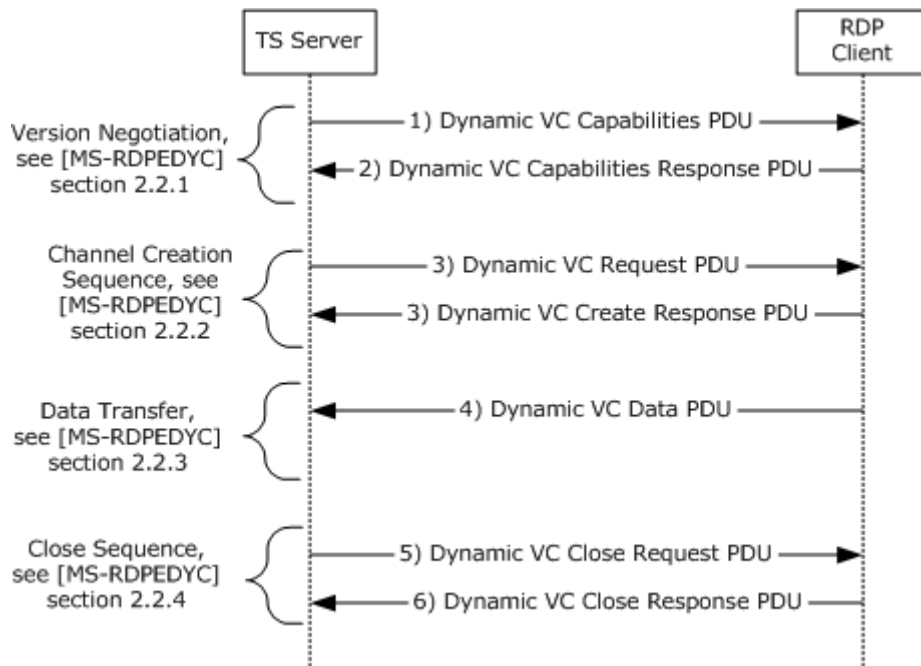 TS Server
RDP
Client
Version Negotiation,
see [MS-RDPEDYC]
section 2.2.1
1) Dynamic VC Capabilities PDU
2) Dynamic VC Capabilities Response PDU
Channel Creation
Sequence, see
[MS-RDPEDYC]
section 2.2.2
3) Dynamic VC Request PDU
3) Dynamic VC Create Response PDU
Data Transfer,
see [MS-RDPEDYC]
section 2.2.3
4) Dynamic VC Data PDU
Close Sequence,
see [MS-RDPEDYC]
section 2.2.4
5) Dynamic VC Close Request PDU
6) Dynamic VC Close Response PDU